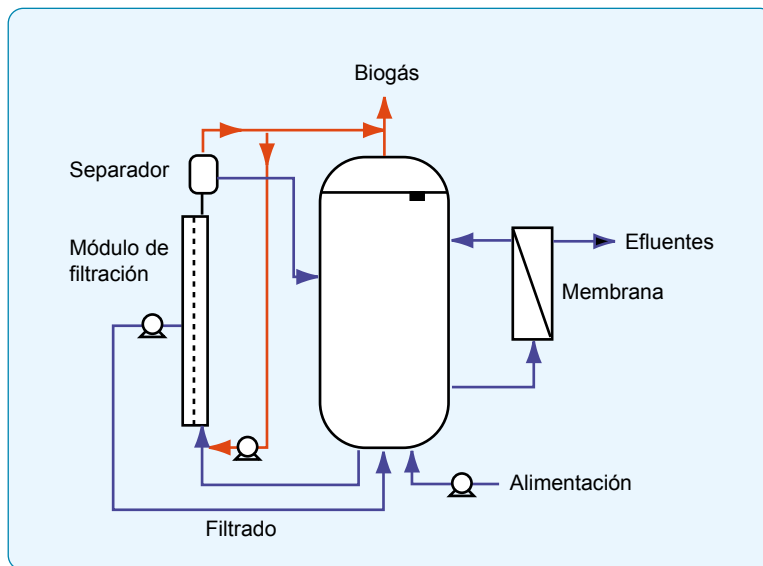 Biogás
Separador
Módulo de
filtración
Efluentes
Membrana
Alimentación
Filtrado